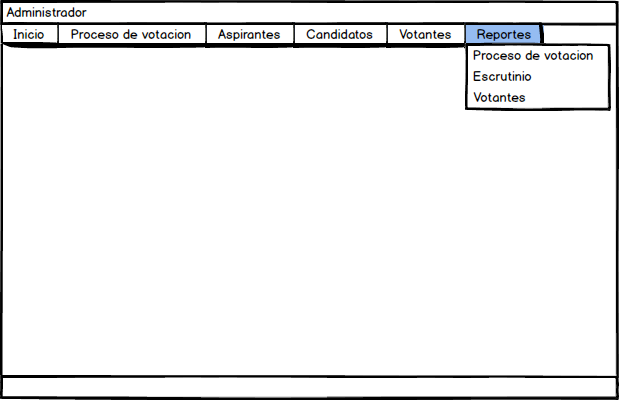 Administrador
Inicio Proceso de votacion Aspirantes Candidatos Votantes Reportes
Proceso de votacion
Escrutinio
Votantes